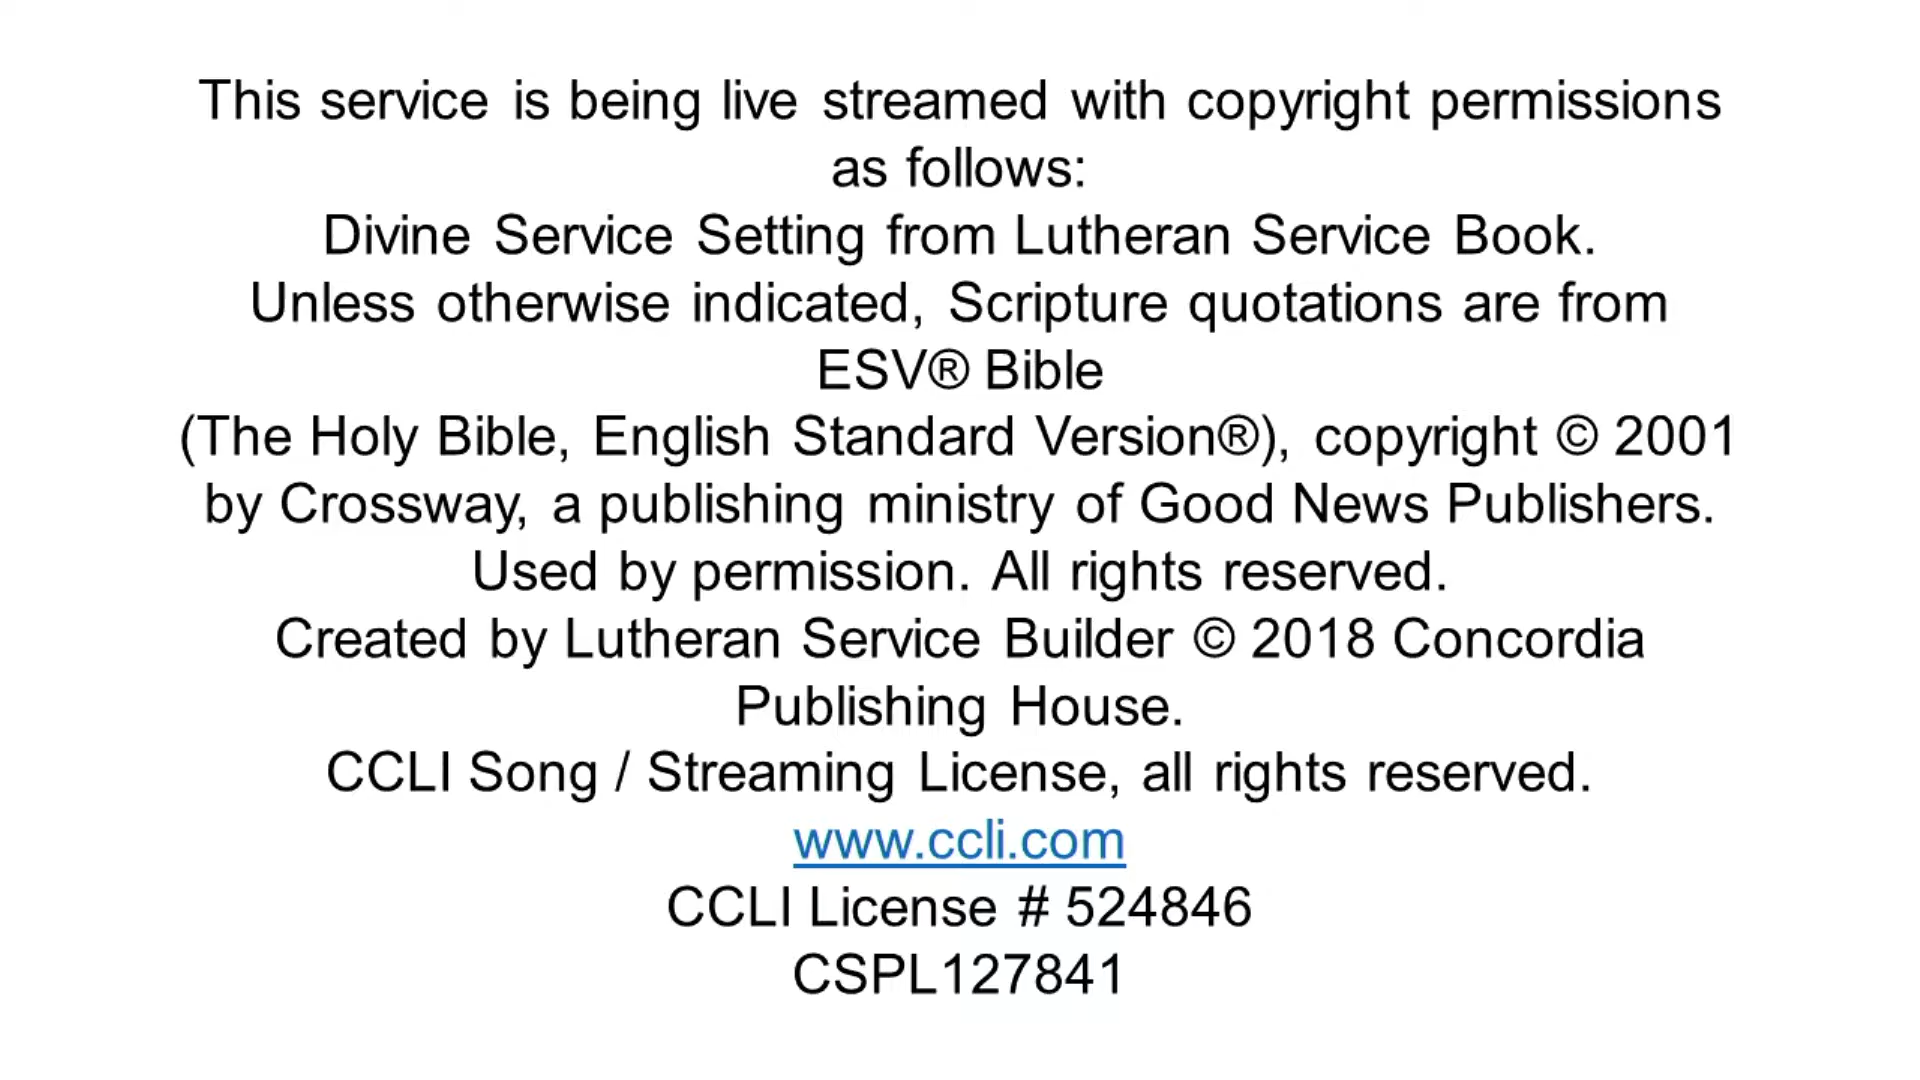 This service is being live streamed with copyright permissions
as follows:
Divine Service Setting from Lutheran Service Book.
Unless otherwise indicated, Scripture quotations are from
ESV® Bible
(The Holy Bible, English Standard Version®), copyright © 2001
by Crossway, a publishing ministry of Good News Publishers.
Used by permission. All rights reserved.
Created by Lutheran Service Builder © 2018 Concordia
Publishing House.
CCLI Song / Streaming License, all rights reserved.
www.ccli.com
CCLI License # 524846
CSPL127841